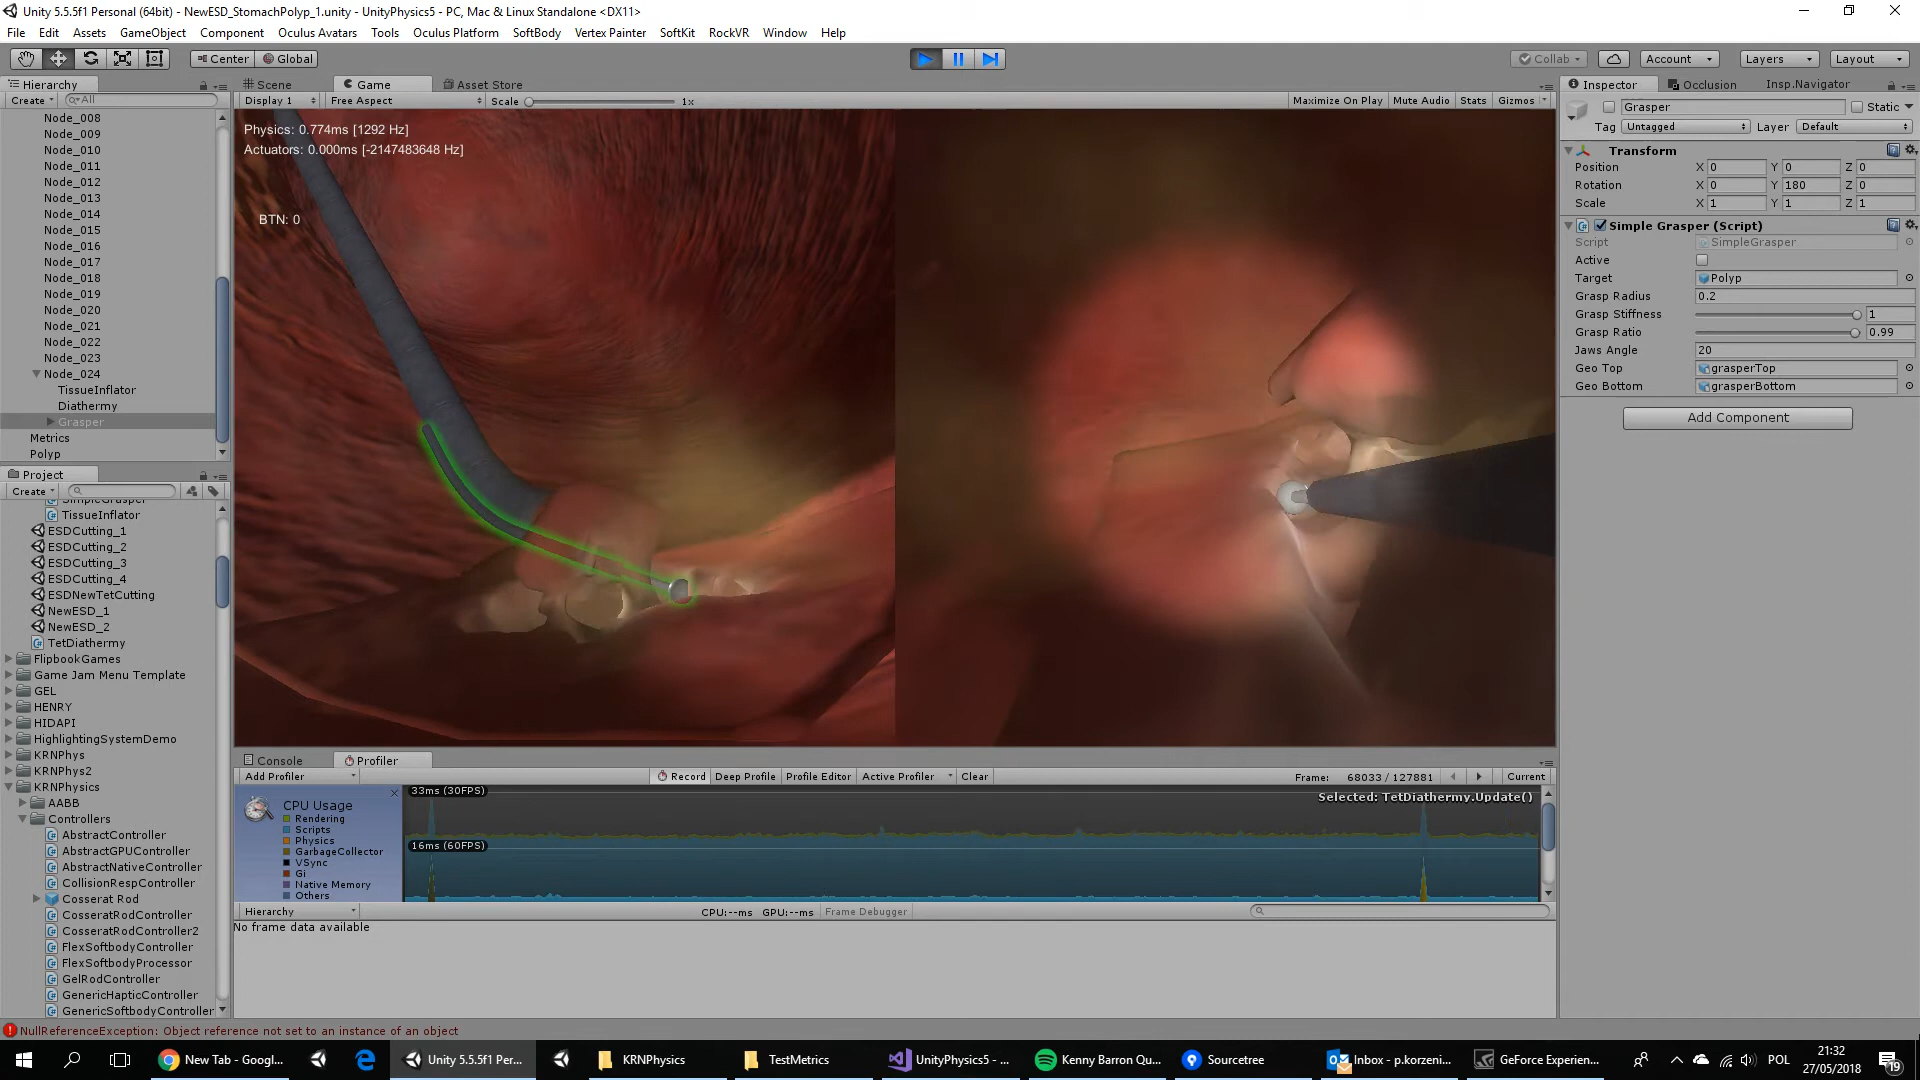 Unity 5.5.5f1 Personal (64bit) - NewESD_StomachPolyp_1.unity - UnityPhysics5 - PC, Mac & Linux Standalone <DX11>
File Edit Assets GameObject Component Oculus Avatars Tools Oculus Platform SoftBody Vertex Painter SoftKit RockVR Window Help
Center Global Collab Account Layers Layout
Hierarchy
Create All
Node_008
Node_009
Node_010
Node_011
Node_012
Node_013
Node_014
Node_015
Node_016
Node_017
Node_018
Node_019
Node_020
Node_021
Node_022
Node_023
Node_024
TissueInflator
Diathermy
Grasper
Metrics
Polyp
Project
Create
SimpleGrasper
TissueInflator
ESDCutting_1
ESDCutting_2
ESDCutting_3
ESDCutting_4
ESDNewTetCutting
NewESD_1
NewESD_2
TetDiathermy
FlipbookGames
Game Jam Menu Template
GEL
HENRY
HIDAPI
HighlightingSystemDemo
KRNPhys
KRNPhys2
KRNPhysics
AABB
Controllers
AbstractController
AbstractGPUController
AbstractNativeController
CollisionRespController
Cosserat Rod
CosseratRodController
CosseratRodController2
FlexSoftbodyController
FlexSoftbodyProcessor
GelRodController
GenericHapticController
GenericSoftbodyController
Scene Game Asset Store
Display 1 Free Aspect Scale 1x Maximize On Play Mute Audio Stats Gizmos
Physics: 0.774ms [1292 Hz]
Actuators: 0.000ms [-2147483648 Hz]
BTN: 0
Console Profiler
Add Profiler Record Deep Profile Profile Editor Active Profiler Clear Frame: 68033 / 127881 Current
CPU Usage
Rendering
Scripts
Physics
GarbageCollector
VSync
Gi
Native Memory
Others
33ms (30FPS)
Selected: TetDiathermy.Update()
16ms (60FPS)
Hierarchy CPU:--ms GPU:--ms Frame Debugger
No frame data available
Inspector Occlusion Insp.Navigator
Grasper Static
Tag Untagged Layer Default
Transform
Position X 0 Y 0 Z 0
Rotation X 0 Y 180 Z 0
Scale X 1 Y 1 Z 1
Simple Grasper (Script)
Script SimpleGrasper
Active
Target Polyp
Grasp Radius 0.2
Grasp Stiffness 1
Grasp Ratio 0.99
Jaws Angle 20
Geo Top grasperTop
Geo Bottom grasperBottom
Add Component
NullReferenceException: Object reference not set to an instance of an object
New Tab - Googl... Unity 5.5.5f1 Per... KRNPhysics TestMetrics UnityPhysics5 - ... Kenny Barron Qu... Sourcetree Inbox - p.korzeni... GeForce Experien... POL
21:32
27/05/2018
19